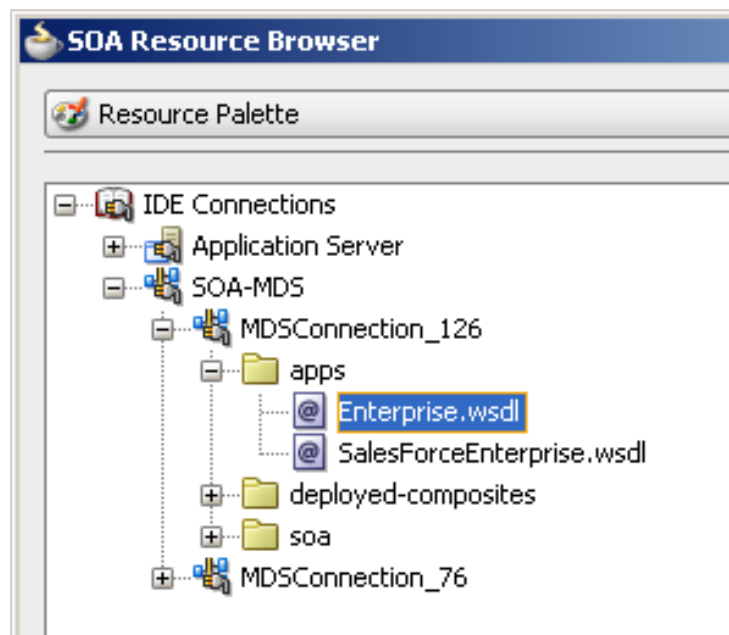 SOA Resource Browser
Resource Palette
IDE Connections
Application Server
SOA-MDS
MDSConnection_126
apps
Enterprise.wsdl
SalesForceEnterprise.wsdl
deployed-composites
soa
MDSConnection_76